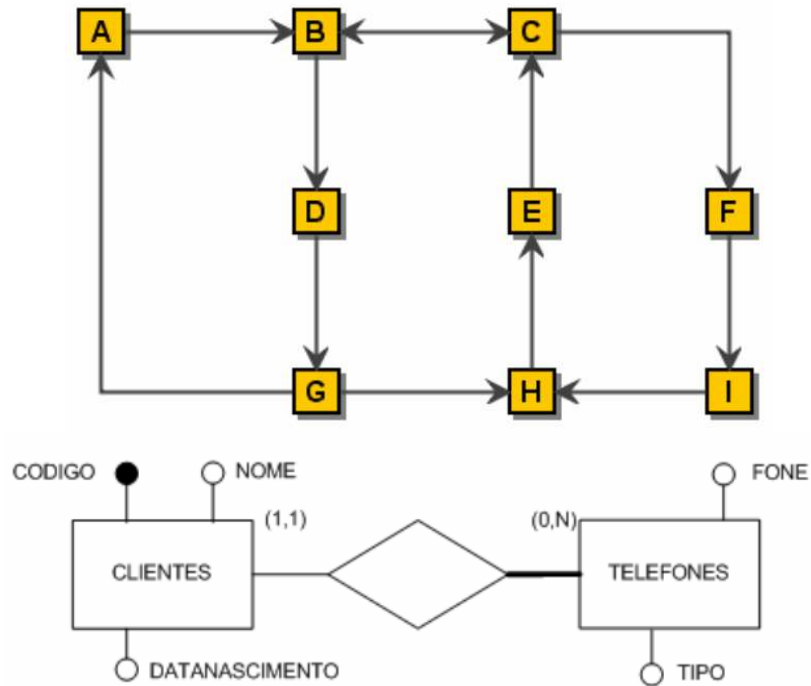 A B C
D E F
G H I
CODIGO NOME FONE
(1,1) (0,N)
CLIENTES TELEFONES
DATANASCIMENTO TIPO